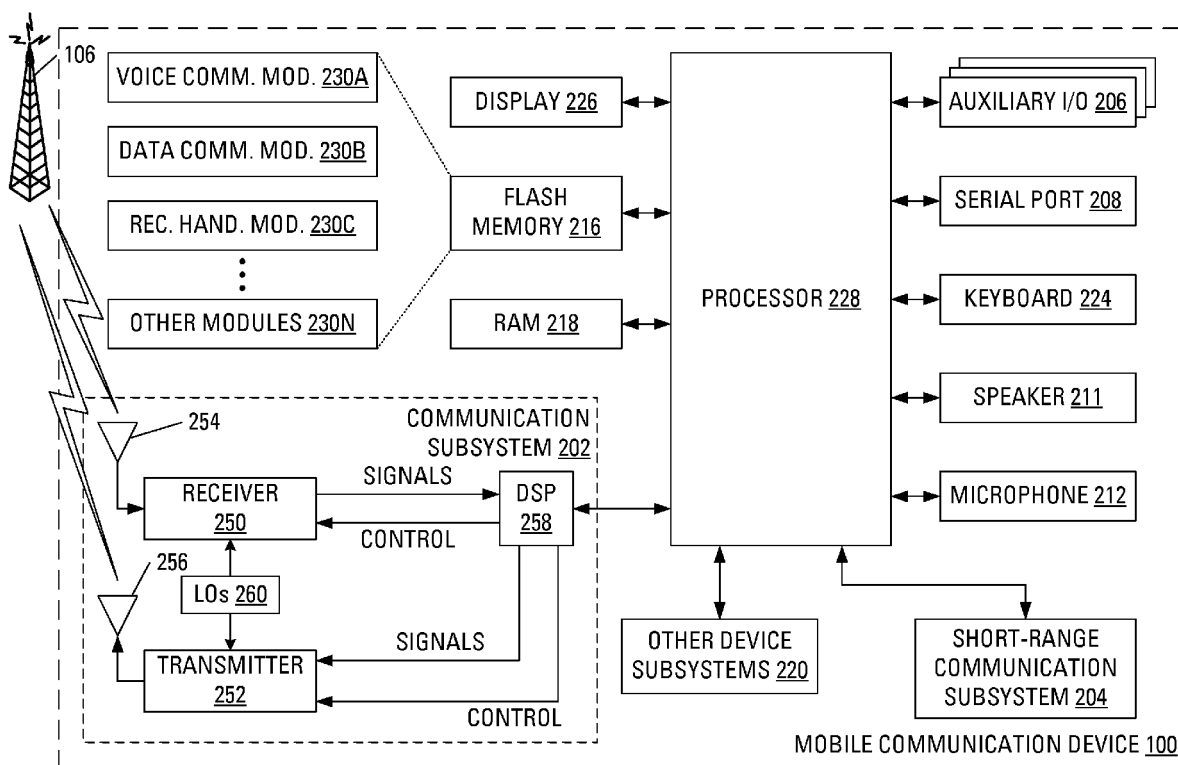 106
VOICE COMM. MOD. 230A
DATA COMM. MOD. 230B
REC. HAND. MOD. 230C
OTHER MODULES 230N
DISPLAY 226
FLASH
MEMORY 216
RAM 218
PROCESSOR 228
AUXILIARY I/O 206
SERIAL PORT 208
KEYBOARD 224
SPEAKER 211
MICROPHONE 212
254
COMMUNICATION
SUBSYSTEM 202
SIGNALS
RECEIVER
250
DSP
258
CONTROL
256
LOs 260
SIGNALS
TRANSMITTER
252
CONTROL
OTHER DEVICE
SUBSYSTEMS 220
SHORT-RANGE
COMMUNICATION
SUBSYSTEM 204
MOBILE COMMUNICATION DEVICE 100